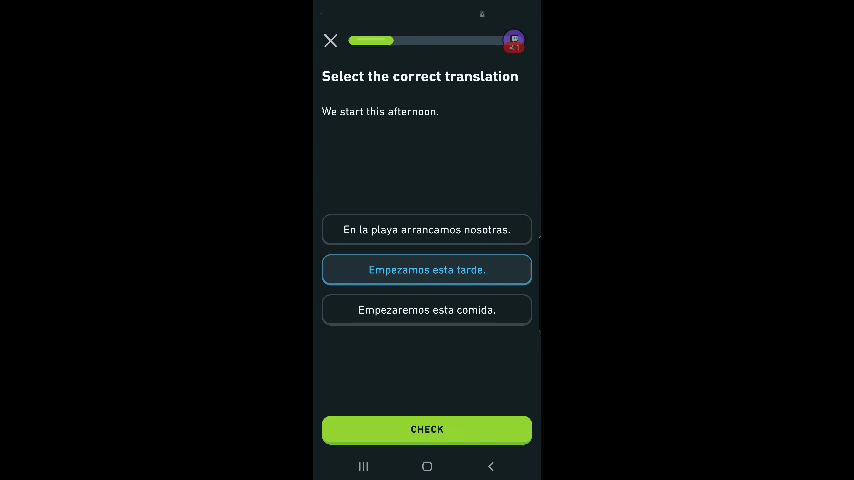 Select the correct translation
We start this afternoon.
En la playa arrancamos nosotras.
Empezamos esta tarde.
Empezaremos esta comida.
CHECK